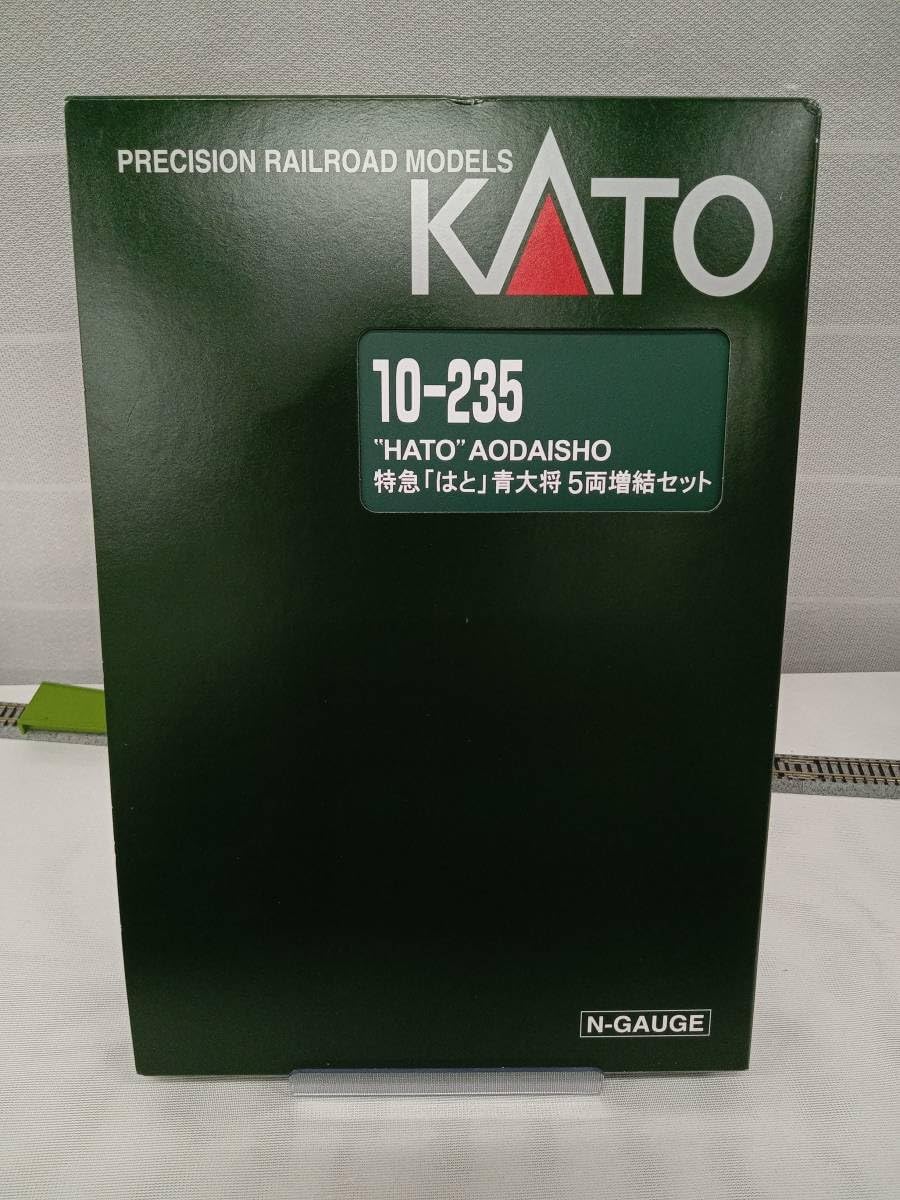 PRECISION RAILROAD MODELS
KATO
10-235
"HATO" AODAISHO
特急「はと」青大将 5両増結セット
N-GAUGE